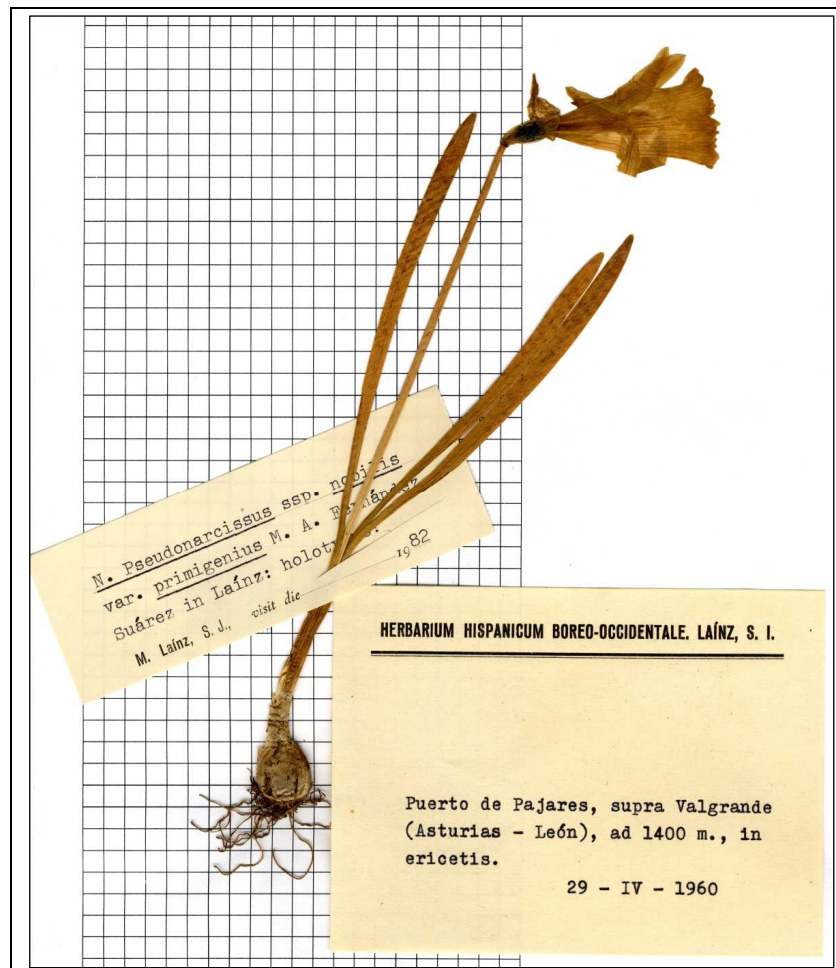 N. Pseudonarcissus ssp. nobilis
var. primigenius M. A. Fernández
Suárez in Laínz:
M. Laínz, S. J., visit die 1982
HERBARIUM HISPANICUM BOREO-OCCIDENTALE. LAÍNZ, S. I.
Puerto de Pajares, supra Valgrande
(Asturias - León), ad 1400 m., in
ericetis.
29 - IV - 1960